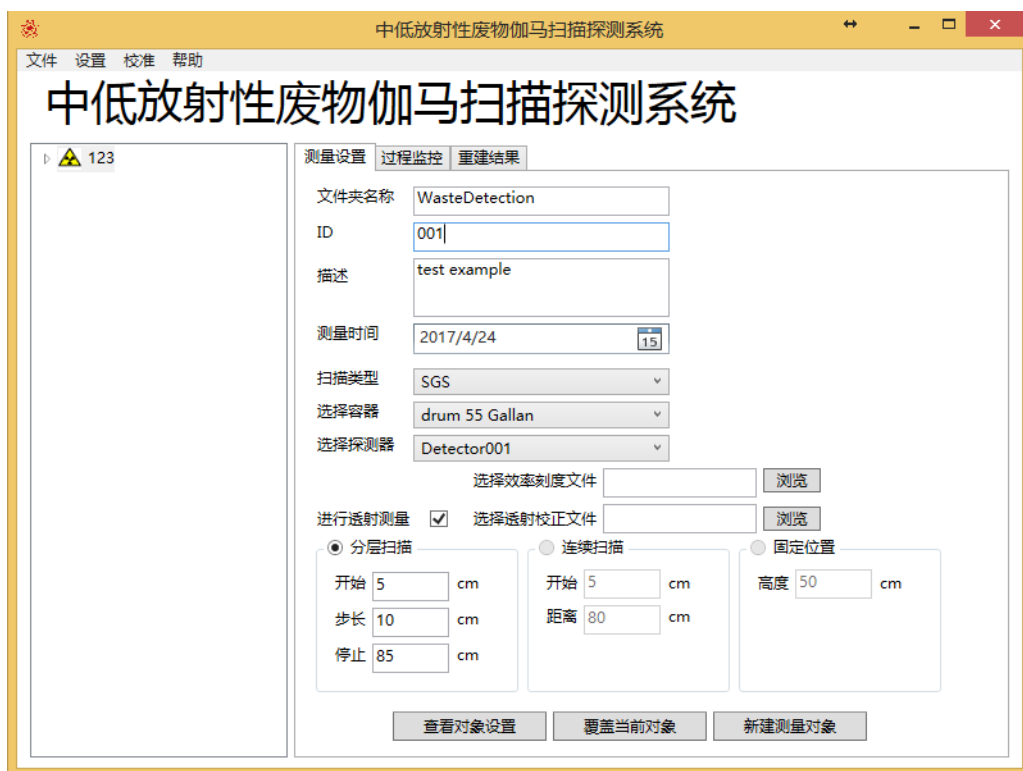 中低放射性废物伽马扫描探测系统
文件 设置 校准 帮助
中低放射性废物伽马扫描探测系统
123
测量设置 过程监控 重建结果
文件夹名称 WasteDetection
ID 001
描述 test example
测量时间 2017/4/24 15
扫描类型 SGS
选择容器 drum 55 Gallan
选择探测器 Detector001
选择效率刻度文件 浏览
进行透射测量 选择透射校正文件 浏览
分层扫描 连续扫描 固定位置
开始 5 cm 开始 5 cm 高度 50 cm
步长 10 cm 距离 80 cm
停止 85 cm
查看对象设置 覆盖当前对象 新建测量对象